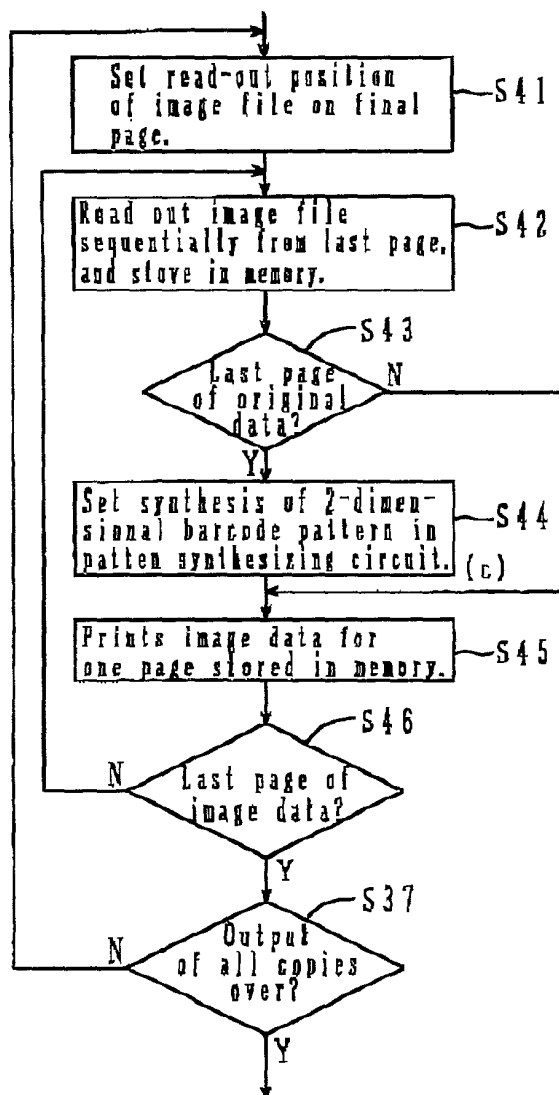 Set read-out position
of image file on final
page.
S41
Read out image file
sequentially from last page,
and store in memory.
S42
S43
Last page
of original
data?
N
Y
Set synthesis of 2-dimen-
sional barcode pattern in
patten synthesizing circuit.
S44
(c)
Prints image data for
one page stored in memory.
S45
S46
N
Last page of
image data?
Y
S37
N
Output
of all copies
over?
Y